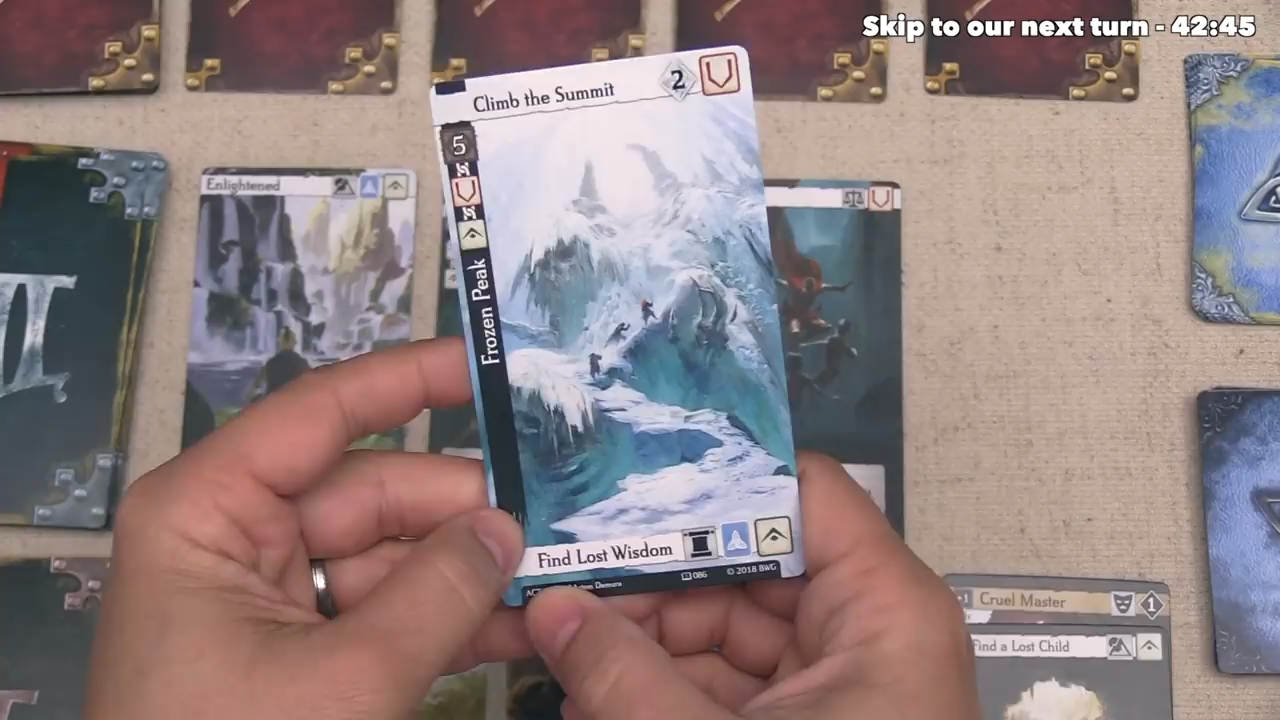 Skip to our next turn - 42:45
Climb the Summit 2
5
Enlightened
Frozen Peak
Find Lost Wisdom
086 © 2018 BWG
Cruel Master 1
Find a Lost Child